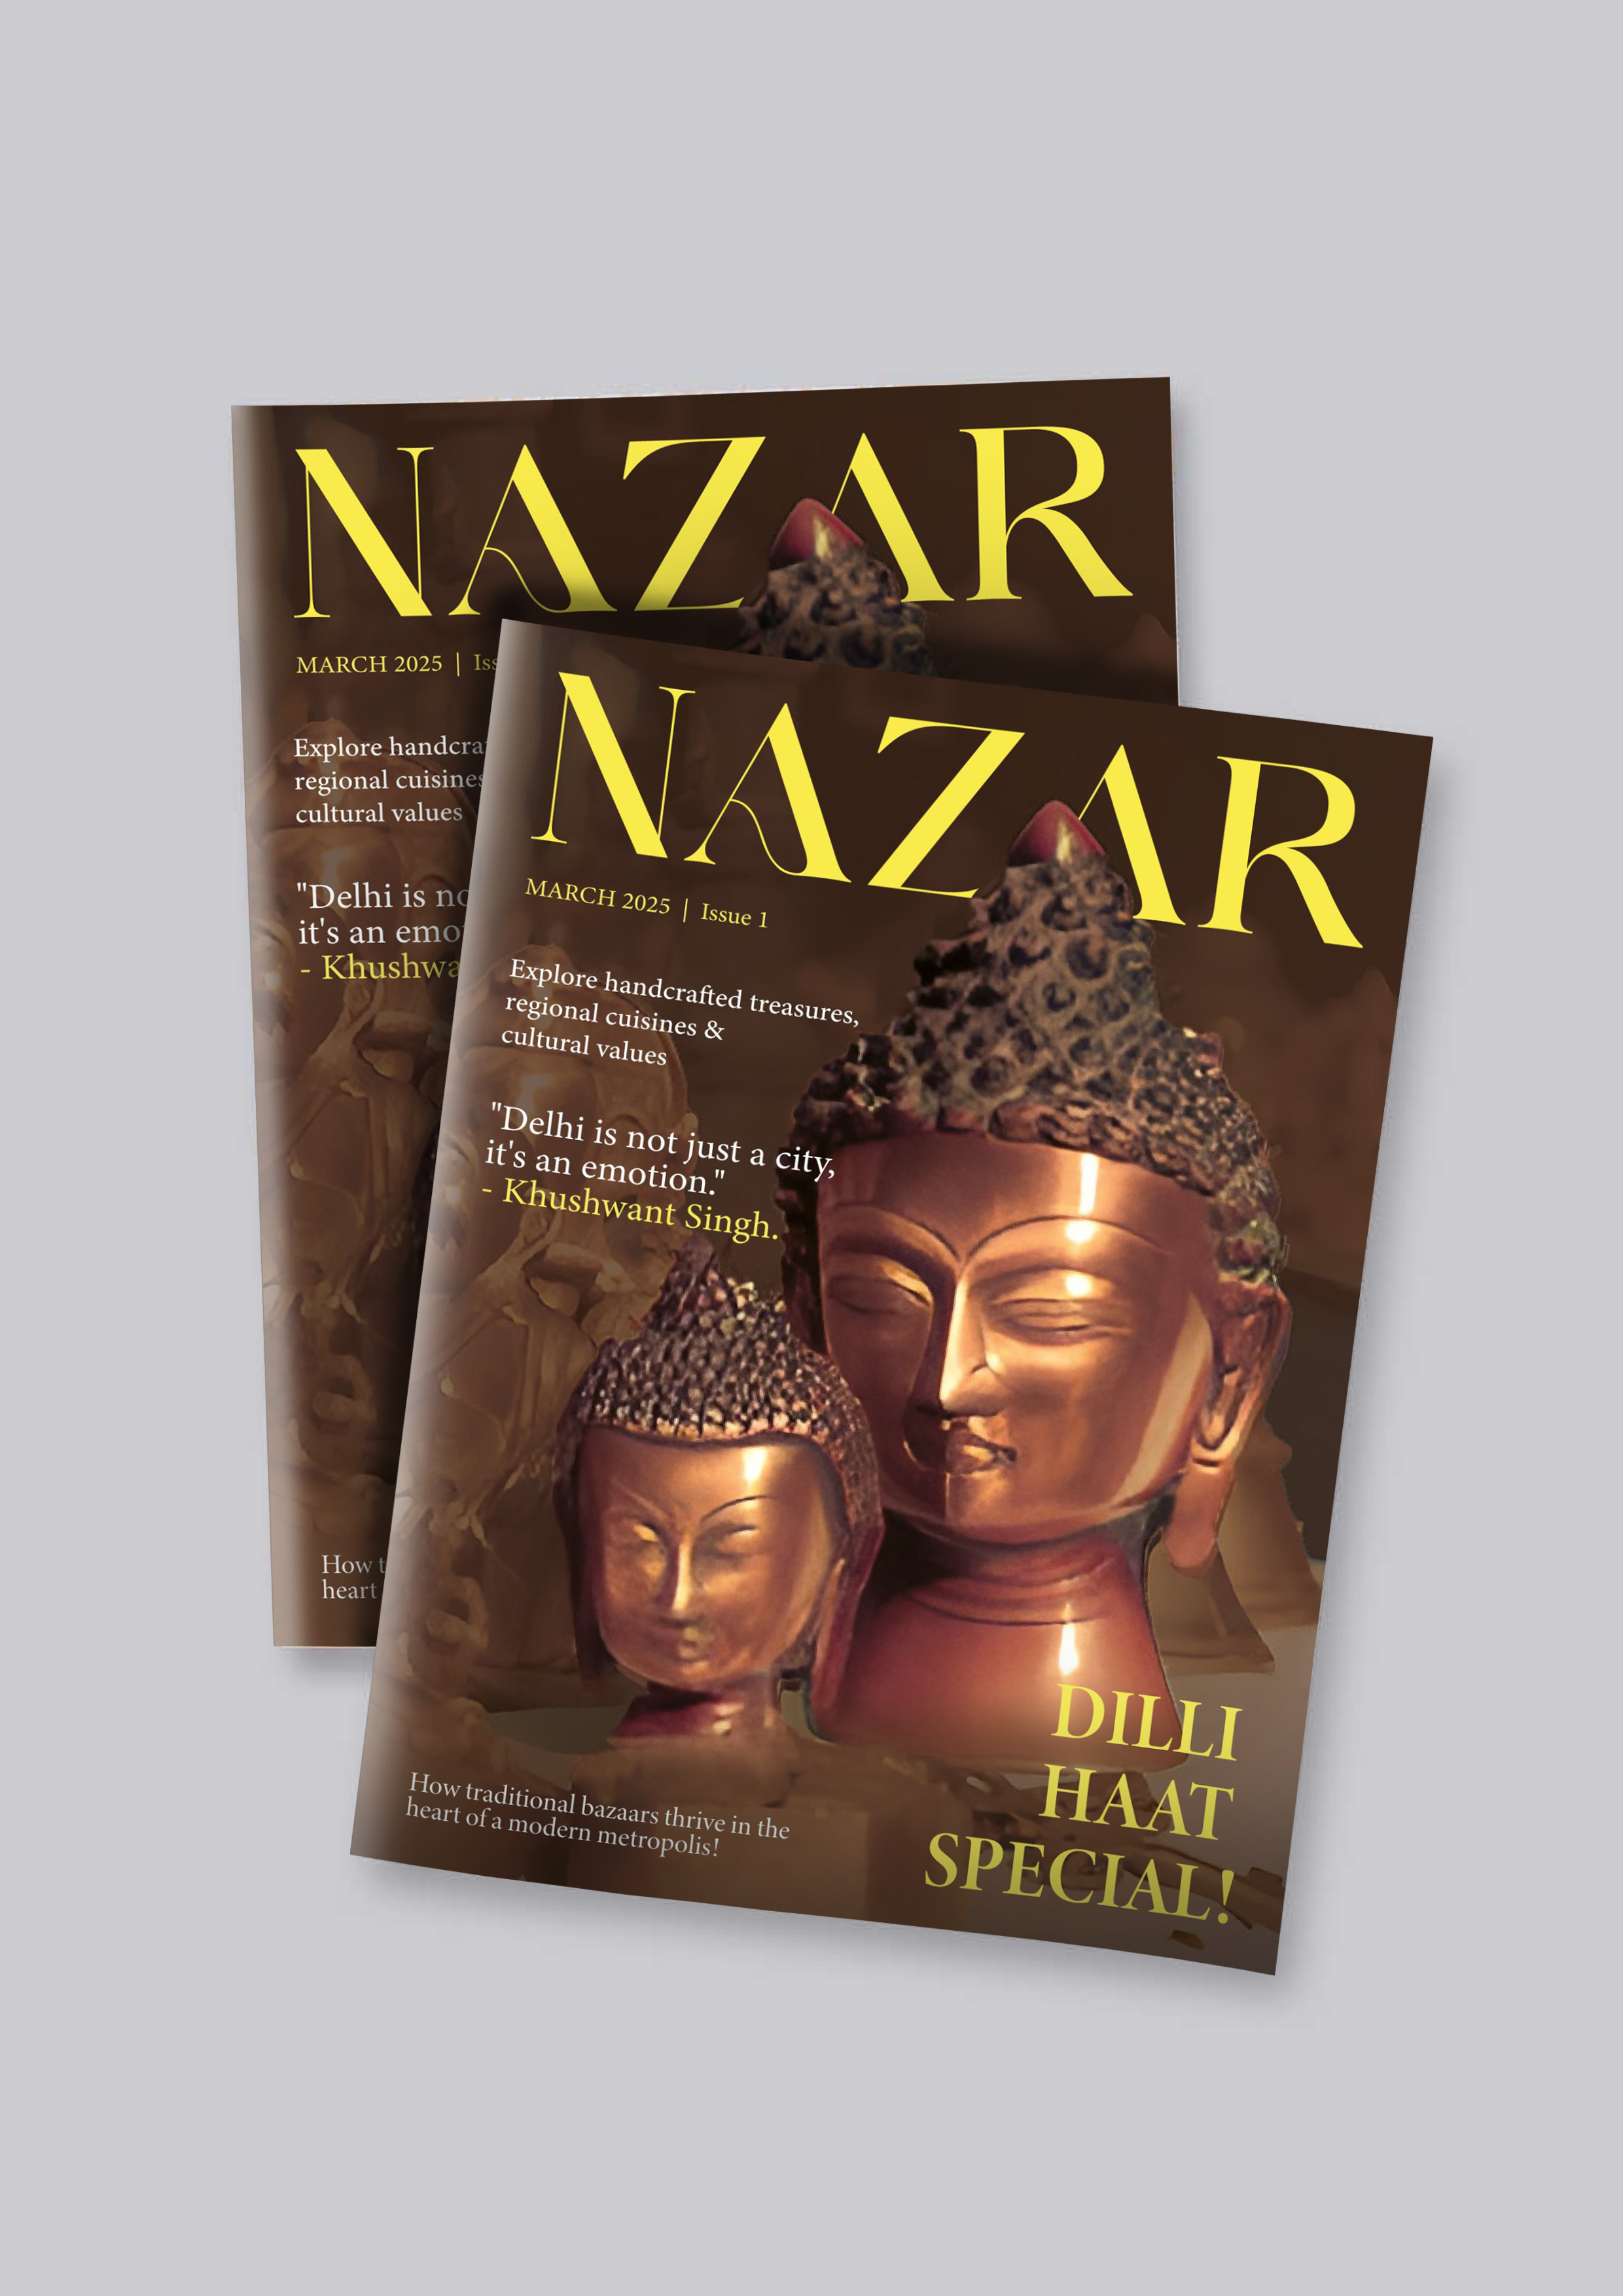 NAZAR
MARCH 2025 | Iss
Explore handcra
regional cuisines
cultural values
"Delhi is no
it's an emo
- Khushwa
How t
heart
NAZAR
MARCH 2025 | Issue 1
Explore handcrafted treasures,
regional cuisines &
cultural values
"Delhi is not just a city,
it's an emotion."
- Khushwant Singh.
How traditional bazaars thrive in the
heart of a modern metropolis!
DILLI
HAAT
SPECIAL!